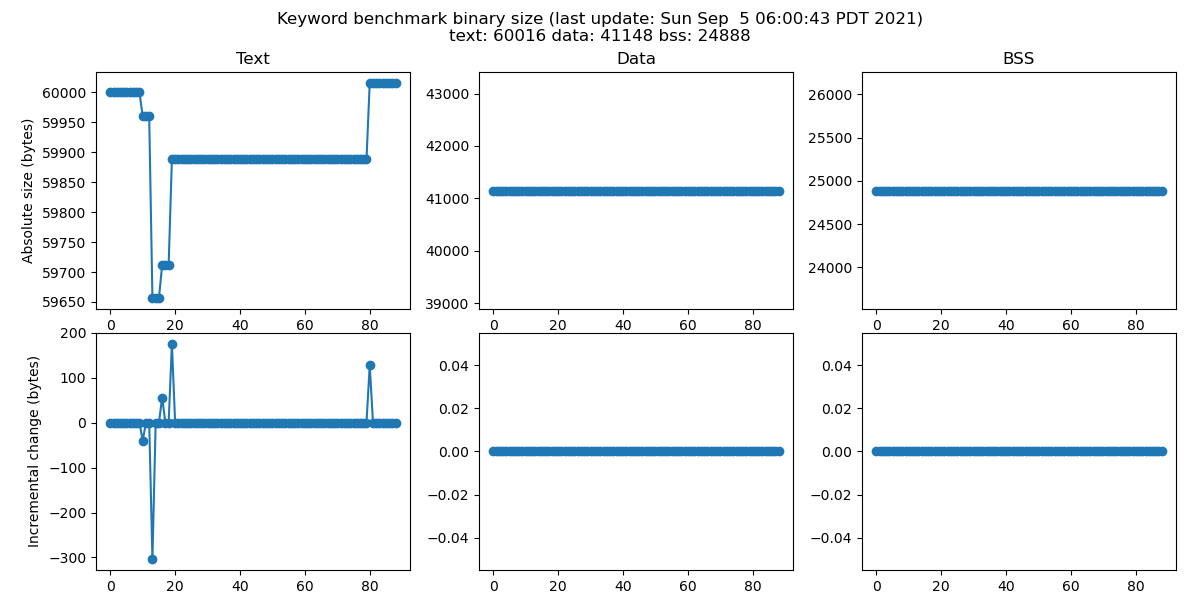 Keyword benchmark binary size (last update: Sun Sep  5 06:00:43 PDT 2021)
text: 60016 data: 41148 bss: 24888
Text
Absolute size (bytes)
60000
59950
59900
59850
59800
59750
59700
59650
0 20 40 60 80
Data
43000
42000
41000
40000
39000
0 20 40 60 80
BSS
26000
25500
25000
24500
24000
0 20 40 60 80
Incremental change (bytes)
200
100
0
−100
−200
−300
0 20 40 60 80
0.04
0.02
0.00
−0.02
−0.04
0 20 40 60 80
0.04
0.02
0.00
−0.02
−0.04
0 20 40 60 80